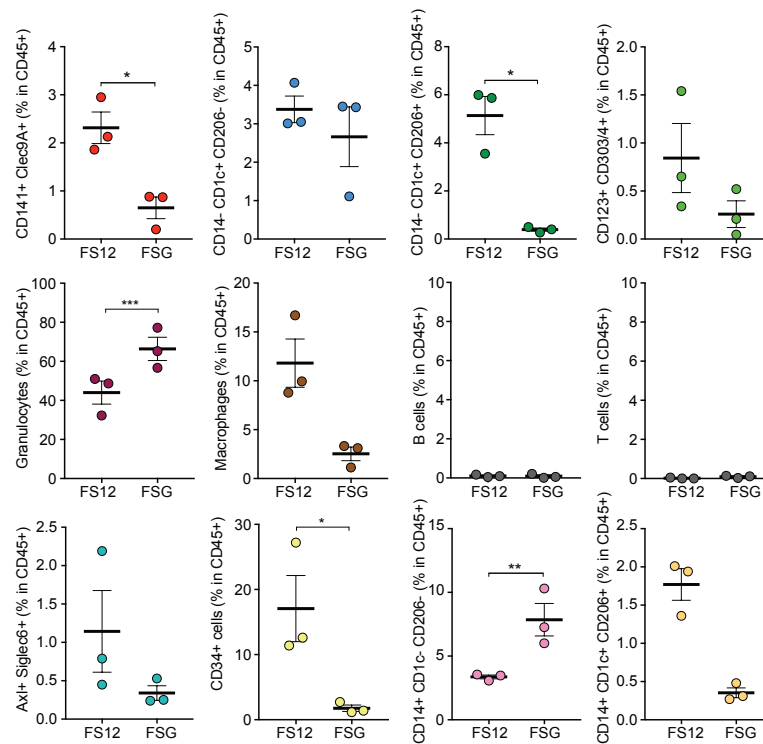 CD141+ Clec9A+ (% in CD45+)
4
3
2
1
0
*
FS12 FSG
CD14- CD1c+ CD206- (% in CD45+)
5
4
3
2
1
0
FS12 FSG
CD14- CD1c+ CD206+ (% in CD45+)
8
6
4
2
0
*
FS12 FSG
CD123+ CD303/4+ (% in CD45+)
2.0
1.5
1.0
0.5
0.0
FS12 FSG
Granulocytes (% in CD45+)
100
80
60
40
20
0
***
FS12 FSG
Macrophages (% in CD45+)
20
15
10
5
0
FS12 FSG
B cells (% in CD45+)
10
8
6
4
2
0
FS12 FSG
T cells (% in CD45+)
10
8
6
4
2
0
FS12 FSG
Axl+ Siglec6+ (% in CD45+)
2.5
2.0
1.5
1.0
0.5
0.0
FS12 FSG
CD34+ cells (% in CD45+)
30
20
10
0
*
FS12 FSG
CD14+ CD1c- CD206- (% in CD45+)
15
10
5
0
**
FS12 FSG
CD14+ CD1c+ CD206+ (% in CD45+)
2.5
2.0
1.5
1.0
0.5
0.0
FS12 FSG